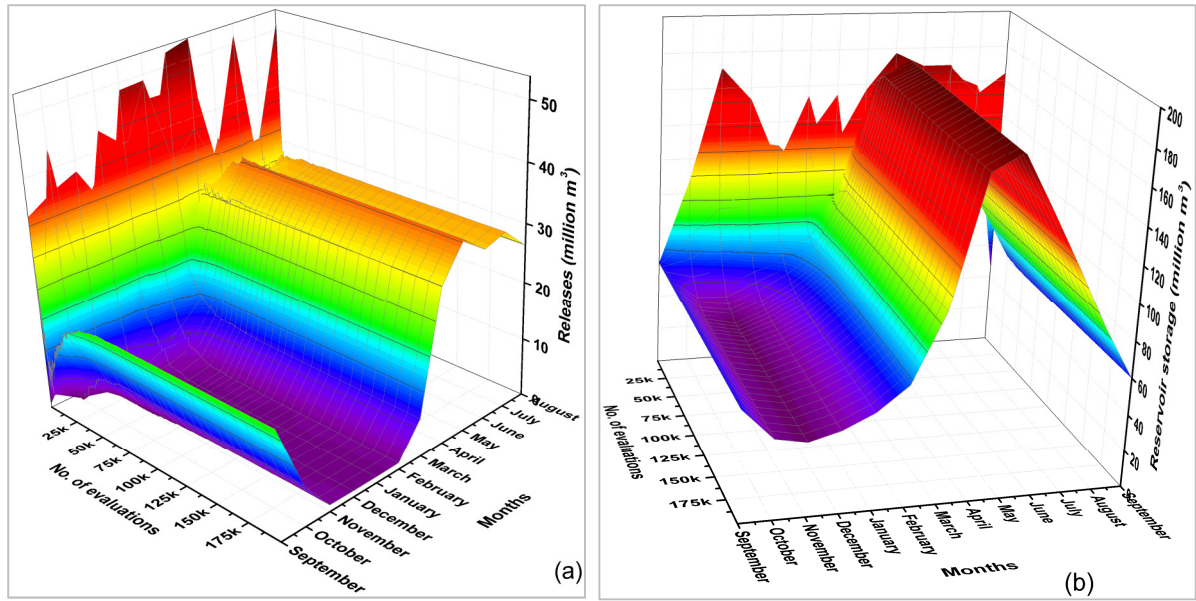 50
40
30
20
10
Releases (million m³)
25k
50k
75k
100k
125k
150k
175k
No. of evaluations
September
October
November
December
January
February
March
April
May
June
July
August
Months
(a)
200
180
160
140
120
100
80
60
40
20
Reservoir storage (million m³)
25k
50k
75k
100k
125k
150k
175k
No. of evaluations
September
October
November
December
January
February
March
April
May
June
July
August
September
Months
(b)